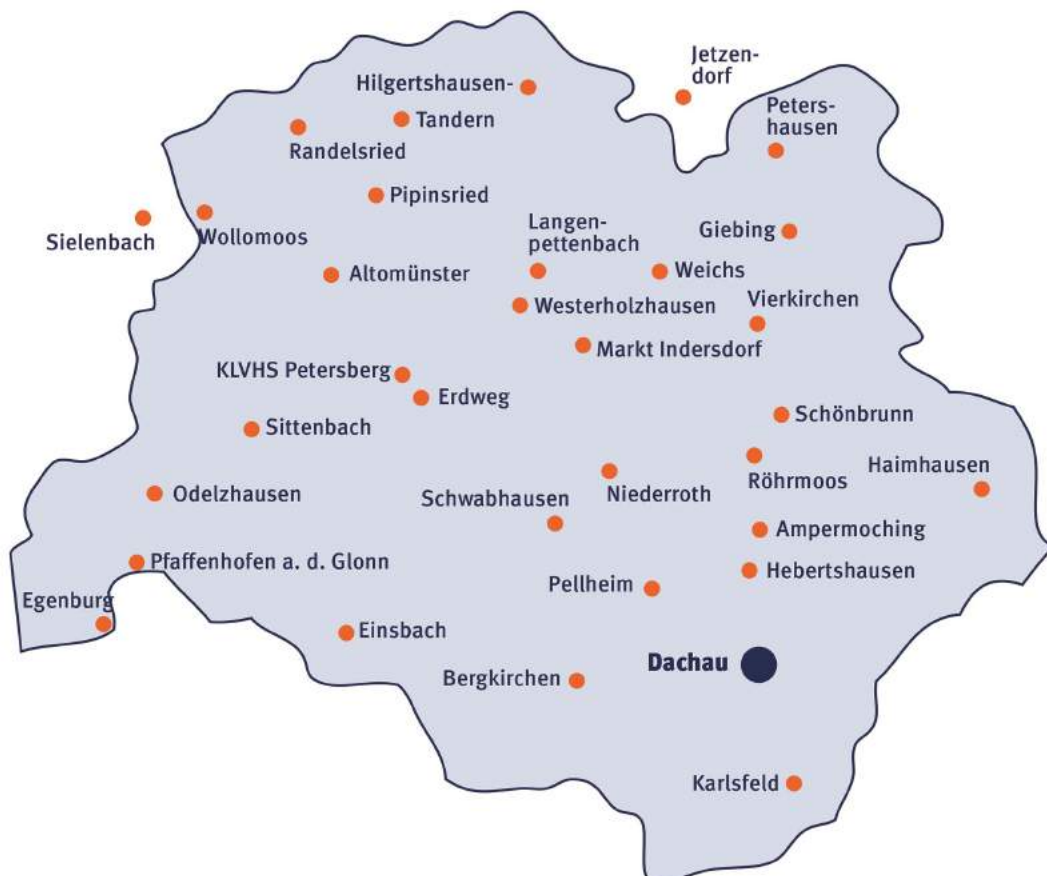 Jetzen-
dorf
Hilgertshausen-
Tandern
Peters-
hausen
Randelsried
Pipinsried
Sielenbach
Wollomoos
Langen-
pettenbach
Giebing
Altomünster
Weichs
Westerholzhausen
Vierkirchen
Markt Indersdorf
KLVHS Petersberg
Erdweg
Schönbrunn
Sittenbach
Haimhausen
Röhrmoos
Odelzhausen
Niederroth
Schwabhausen
Ampermoching
Pfaffenhofen a. d. Glonn
Hebertshausen
Pellheim
Egenburg
Einsbach
Dachau
Bergkirchen
Karlsfeld